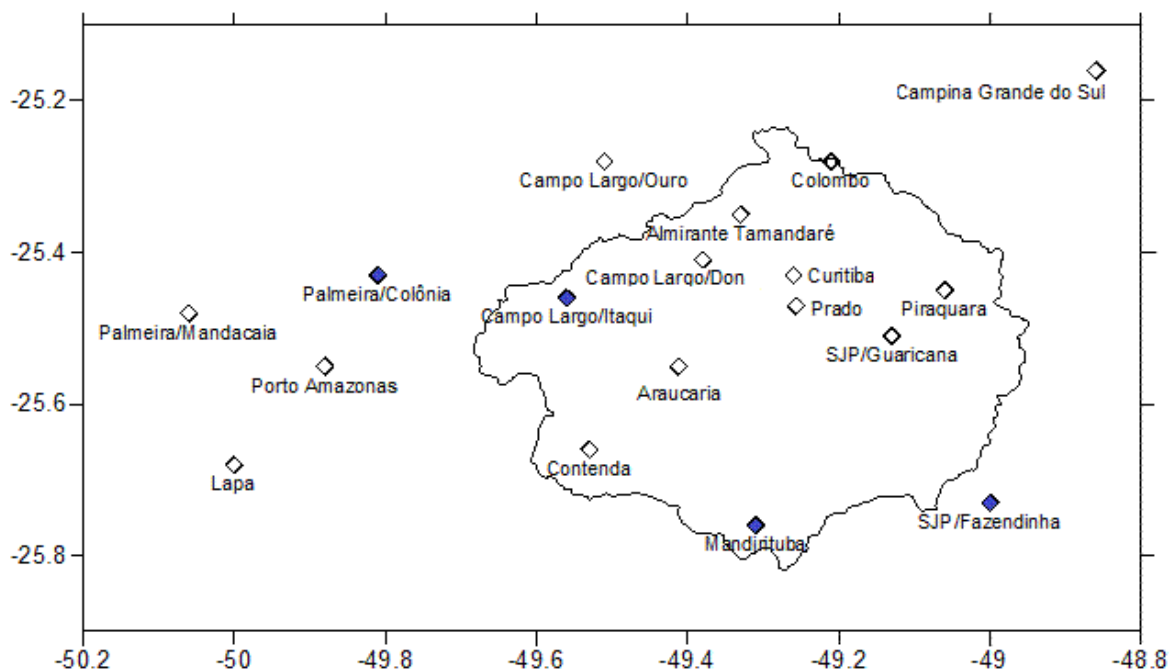 -25.2
Campina Grande do Sul
Campo Largo/Ouro
Colombo
Almirante Tamandaré
-25.4
Campo Largo/Don
Curitiba
Palmeira/Colônia
Campo Largo/Itaqui
Prado
Piraquara
Palmeira/Mandacaia
SJP/Guaricana
Porto Amazonas
Araucaria
-25.6
Contenda
Lapa
SJP/Fazendinha
Mandirituba
-25.8
-50.2 -50 -49.8 -49.6 -49.4 -49.2 -49 -48.8